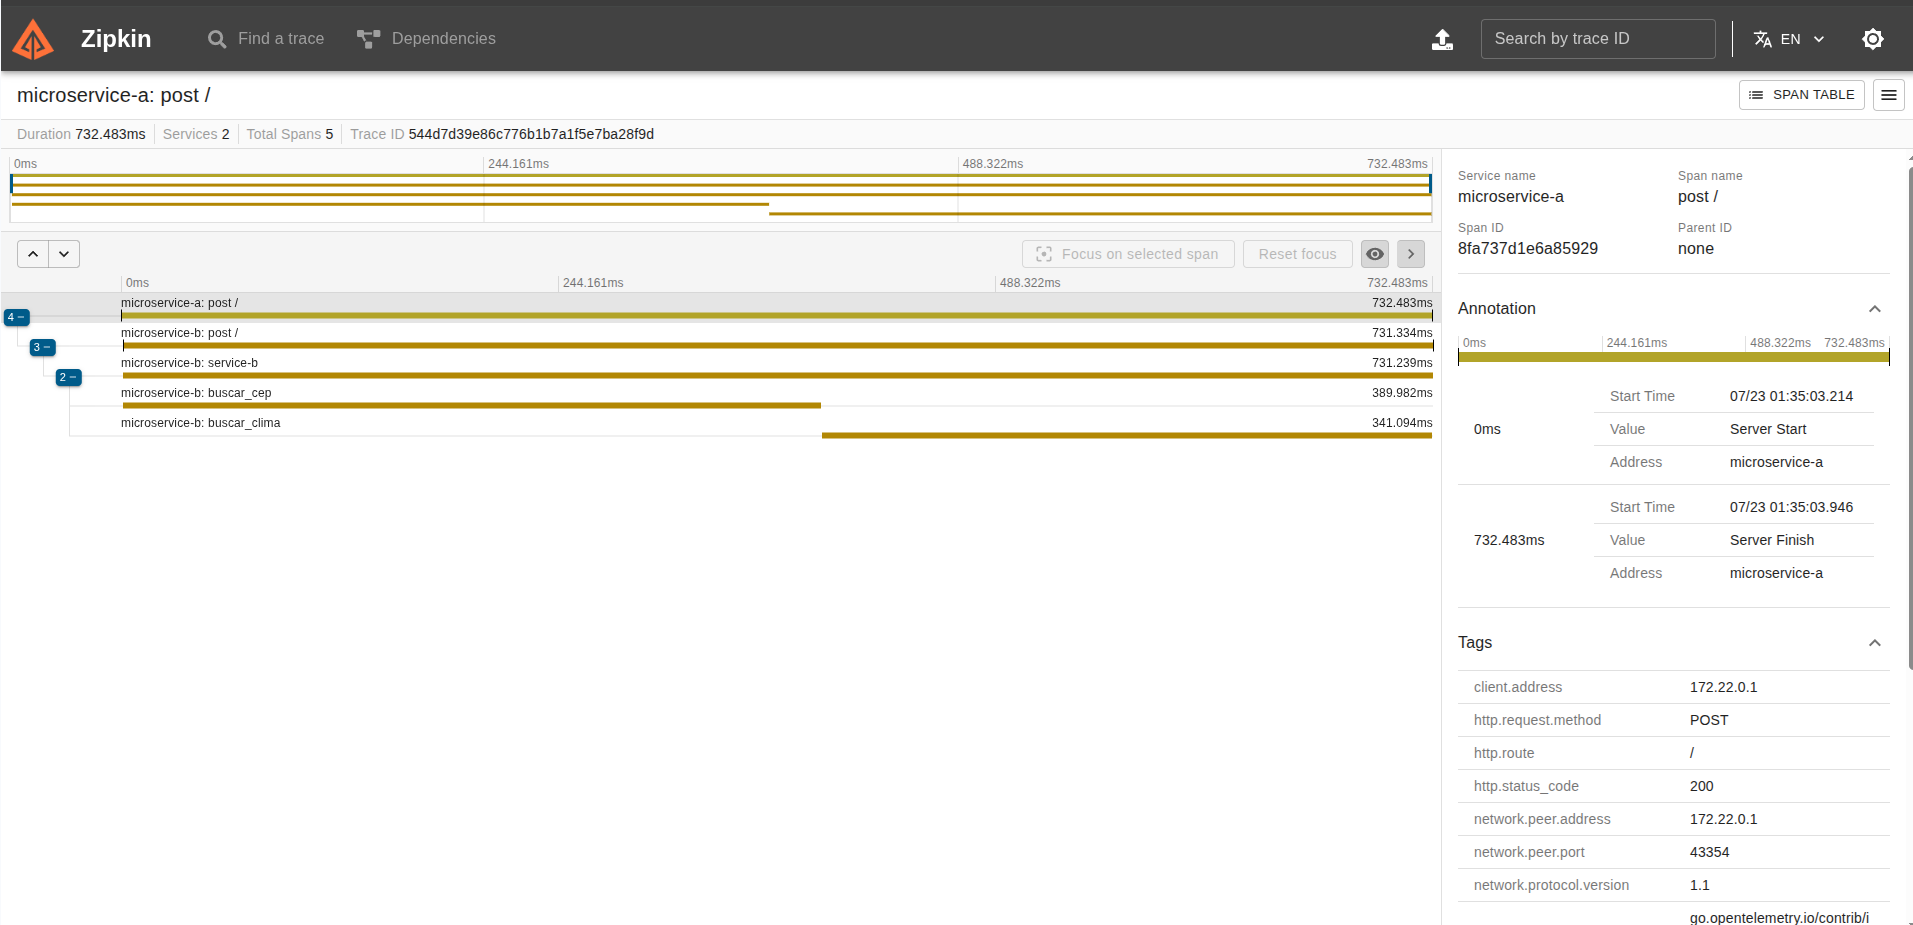 Zipkin
Find a trace
Dependencies
Search by trace ID
EN
microservice-a: post /
SPAN TABLE
Duration 732.483ms Services 2 Total Spans 5 Trace ID 544d7d39e86c776b1b7a1f5e7ba28f9d
0ms 244.161ms 488.322ms 732.483ms
Focus on selected span
Reset focus
0ms 244.161ms 488.322ms 732.483ms
microservice-a: post / 732.483ms
4
microservice-b: post / 731.334ms
3
microservice-b: service-b 731.239ms
2
microservice-b: buscar_cep 389.982ms
microservice-b: buscar_clima 341.094ms
Service name Span name
microservice-a post /
Span ID Parent ID
8fa737d1e6a85929 none
Annotation
0ms 244.161ms 488.322ms 732.483ms
Start Time 07/23 01:35:03.214
0ms Value Server Start
Address microservice-a
Start Time 07/23 01:35:03.946
732.483ms Value Server Finish
Address microservice-a
Tags
client.address 172.22.0.1
http.request.method POST
http.route /
http.status_code 200
network.peer.address 172.22.0.1
network.peer.port 43354
network.protocol.version 1.1
go.opentelemetry.io/contrib/i